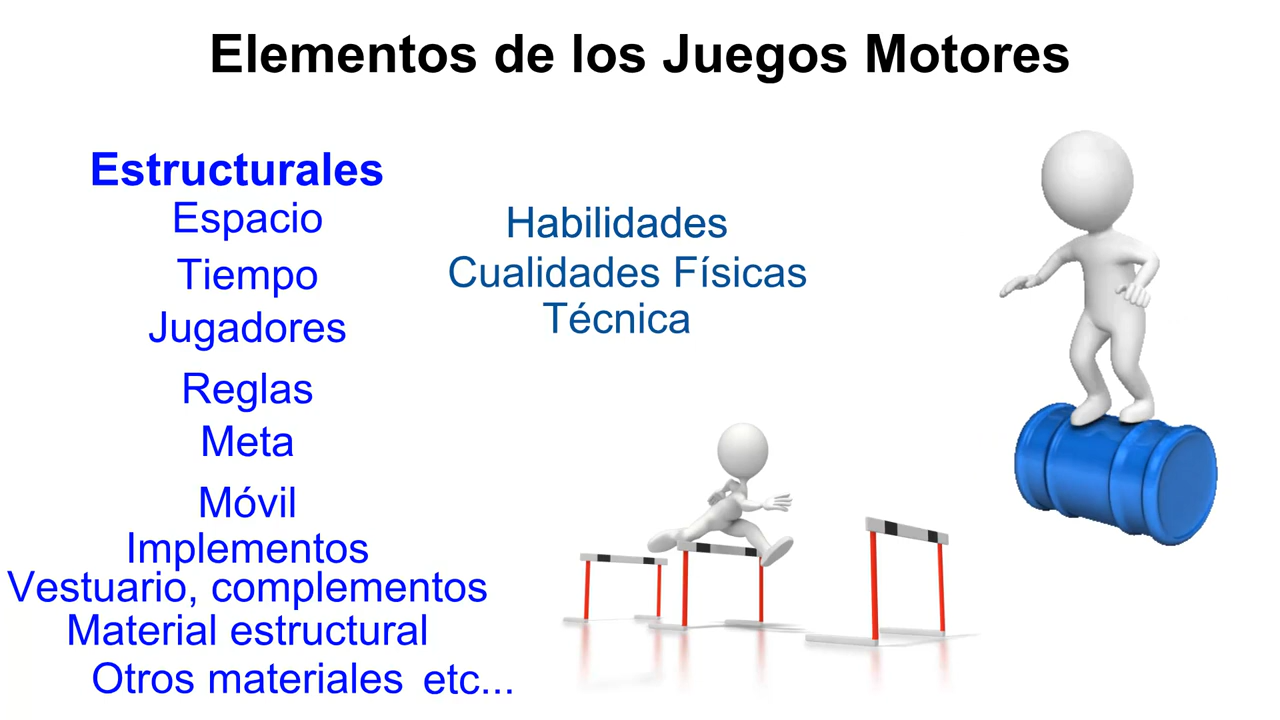 Elementos de los Juegos Motores
Estructurales
Espacio
Tiempo
Jugadores
Reglas
Meta
Móvil
Implementos
Vestuario, complementos
Material estructural
Otros materiales etc...
Habilidades
Cualidades Físicas
Técnica